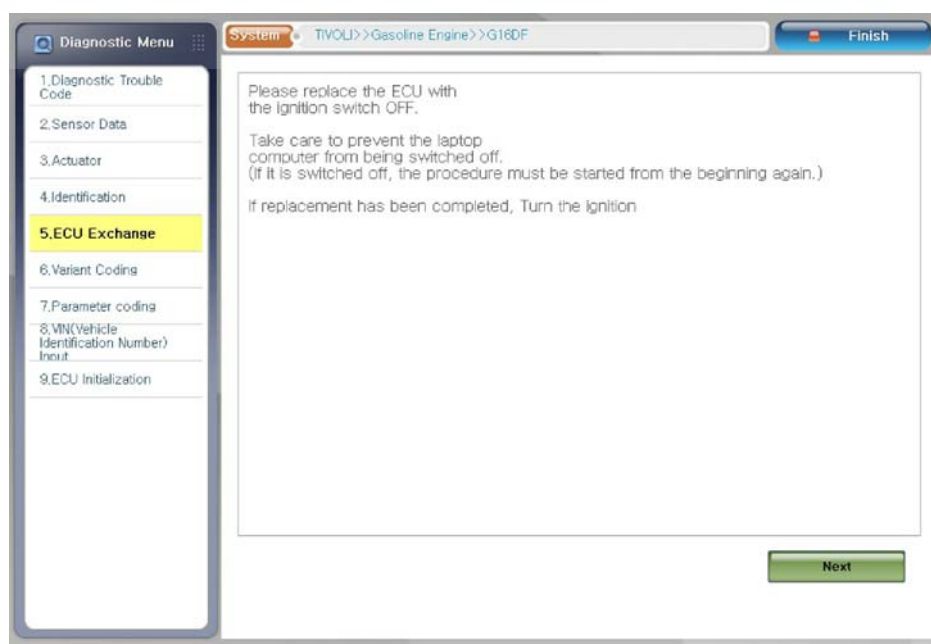 Diagnostic Menu
System
TIVOLI>>Gasoline Engine>>G16DF
Finish
1,Diagnostic Trouble
Code
2,Sensor Data
3,Actuator
4,Identification
5,ECU Exchange
6,Variant Coding
7,Parameter coding
8,VIN(Vehicle
Identification Number)
Input
9,ECU Initialization
Please replace the ECU with
the ignition switch OFF.
Take care to prevent the laptop
computer from being switched off.
(If it is switched off, the procedure must be started from the beginning again.)
If replacement has been completed, Turn the Ignition
Next